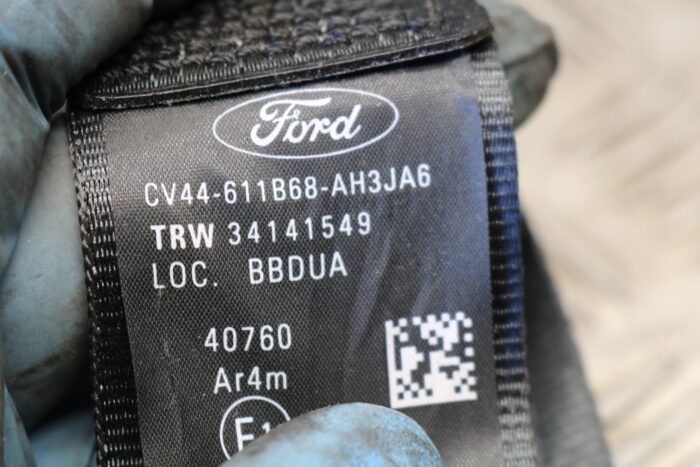 Ford
CV44-611B68-AH3JA6
TRW 34141549
LOC. BBDUA
40760
Ar4m